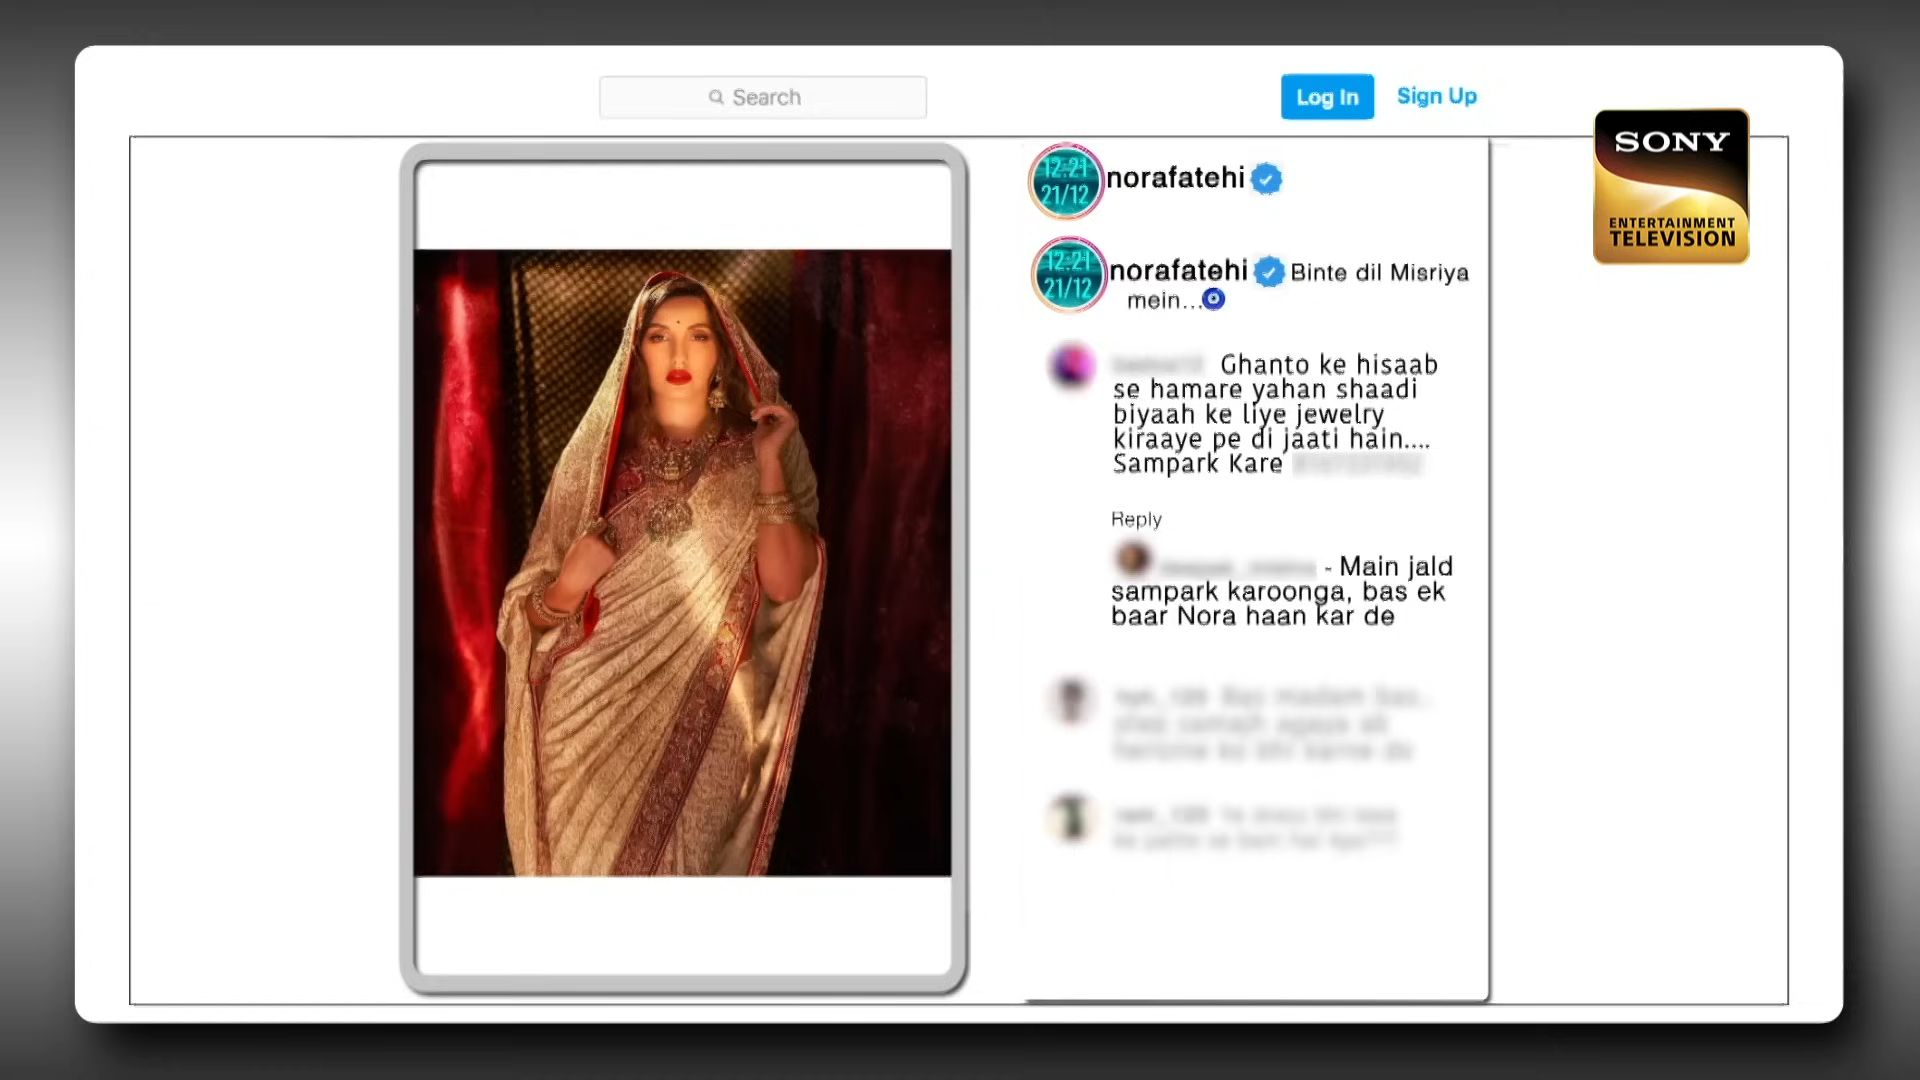 Search
Log In
Sign Up
SONY
ENTERTAINMENT
TELEVISION
12:21
21/12
norafatehi
12:21
21/12
norafatehi Binte dil Misriya
mein...
Ghanto ke hisaab
se hamare yahan shaadi
biyaah ke liye jewelry
kiraaye pe di jaati hain....
Sampark Kare
Reply
- Main jald
sampark karoonga, bas ek
baar Nora haan kar de